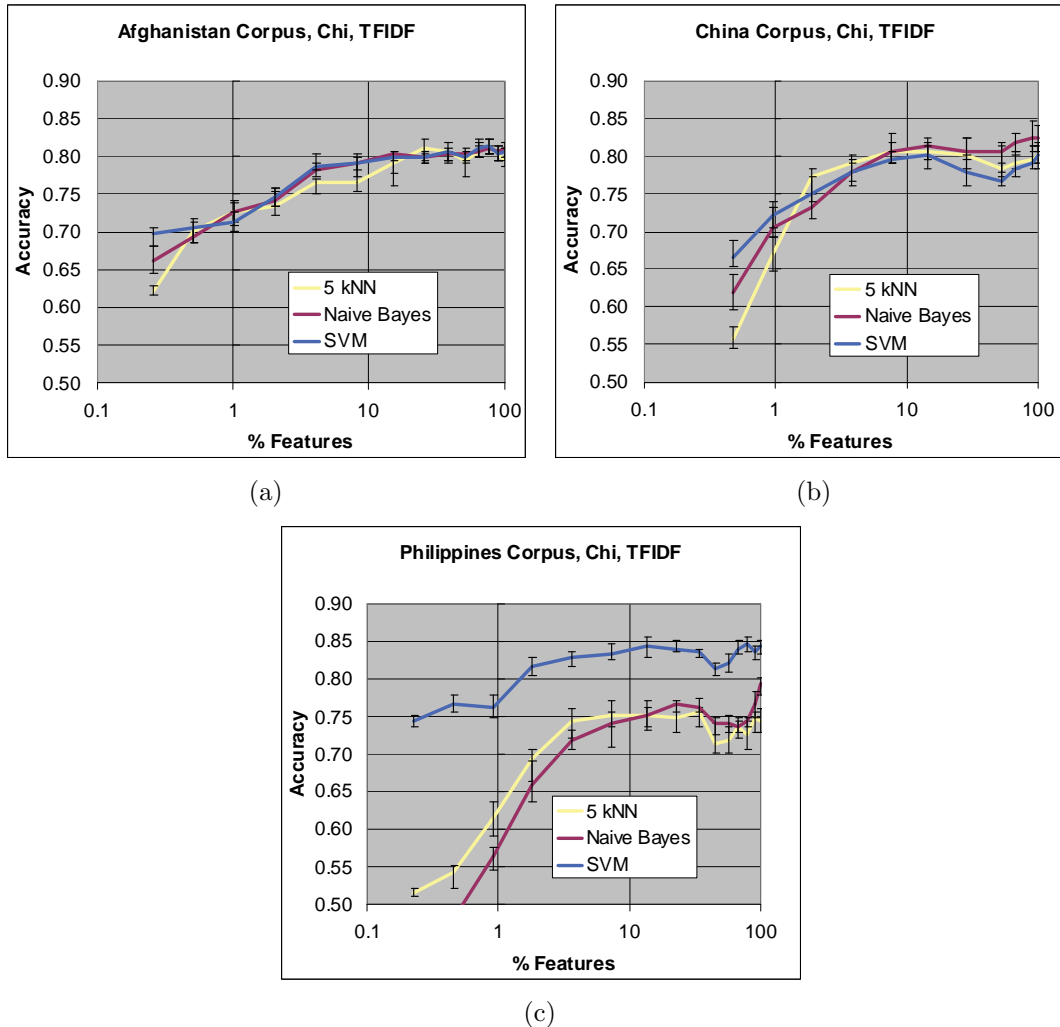 Afghanistan Corpus, Chi, TFIDF
0.90
0.85
0.80
0.75
0.70
0.65
0.60
0.55
0.50
Accuracy
5 kNN
Naive Bayes
SVM
0.1 1 10 100
% Features
(a)
China Corpus, Chi, TFIDF
0.90
0.85
0.80
0.75
0.70
0.65
0.60
0.55
0.50
Accuracy
5 kNN
Naive Bayes
SVM
0.1 1 10 100
% Features
(b)
Philippines Corpus, Chi, TFIDF
0.90
0.85
0.80
0.75
0.70
0.65
0.60
0.55
0.50
Accuracy
5 kNN
Naive Bayes
SVM
0.1 1 10 100
% Features
(c)